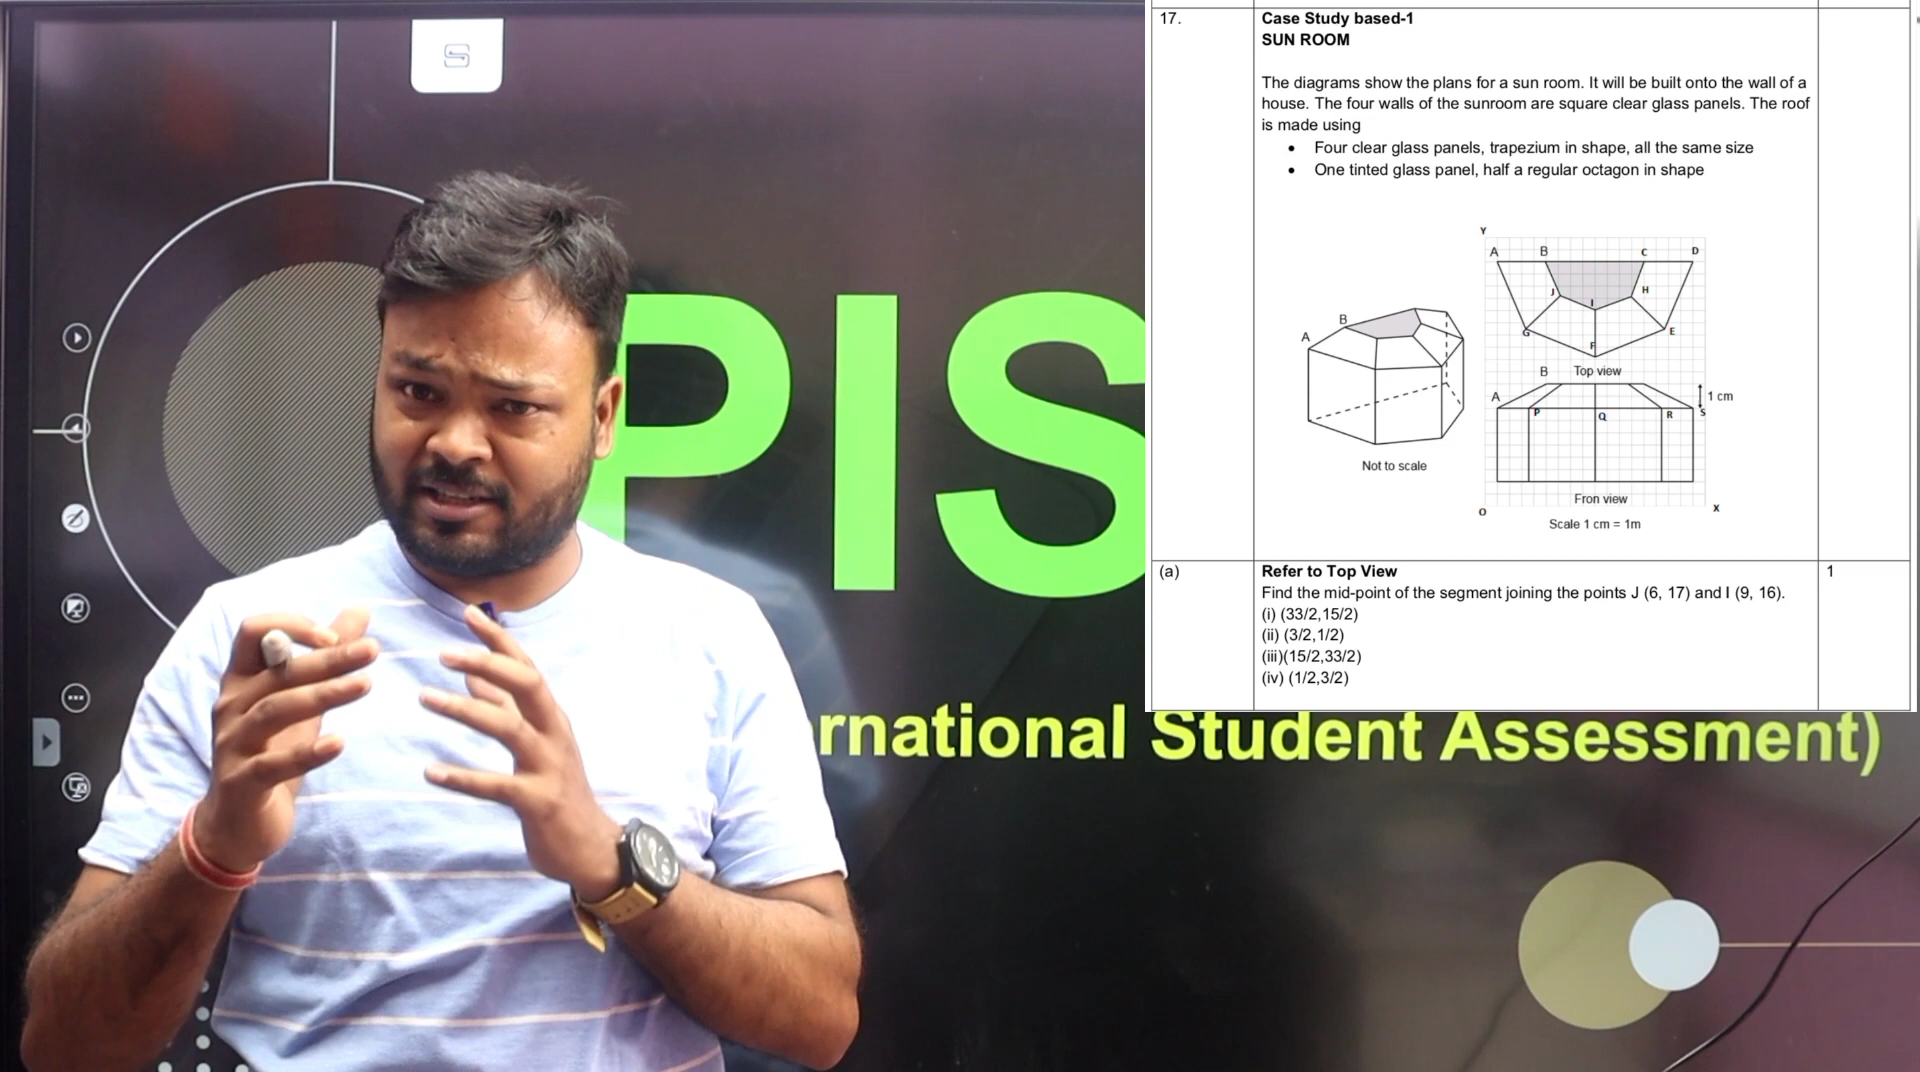 PIS
rnational Student Assessment)
17.
Case Study based-1
SUN ROOM
The diagrams show the plans for a sun room. It will be built onto the wall of a
house. The four walls of the sunroom are square clear glass panels. The roof
is made using
• Four clear glass panels, trapezium in shape, all the same size
• One tinted glass panel, half a regular octagon in shape
Y
A B C D
J I H
G F E
Top view
B
A
Not to scale
B
A
1 cm
P Q R S
Fron view
O X
Scale 1 cm = 1m
(a)
Refer to Top View
1
Find the mid-point of the segment joining the points J (6, 17) and I (9, 16).
(i) (33/2,15/2)
(ii) (3/2,1/2)
(iii)(15/2,33/2)
(iv) (1/2,3/2)